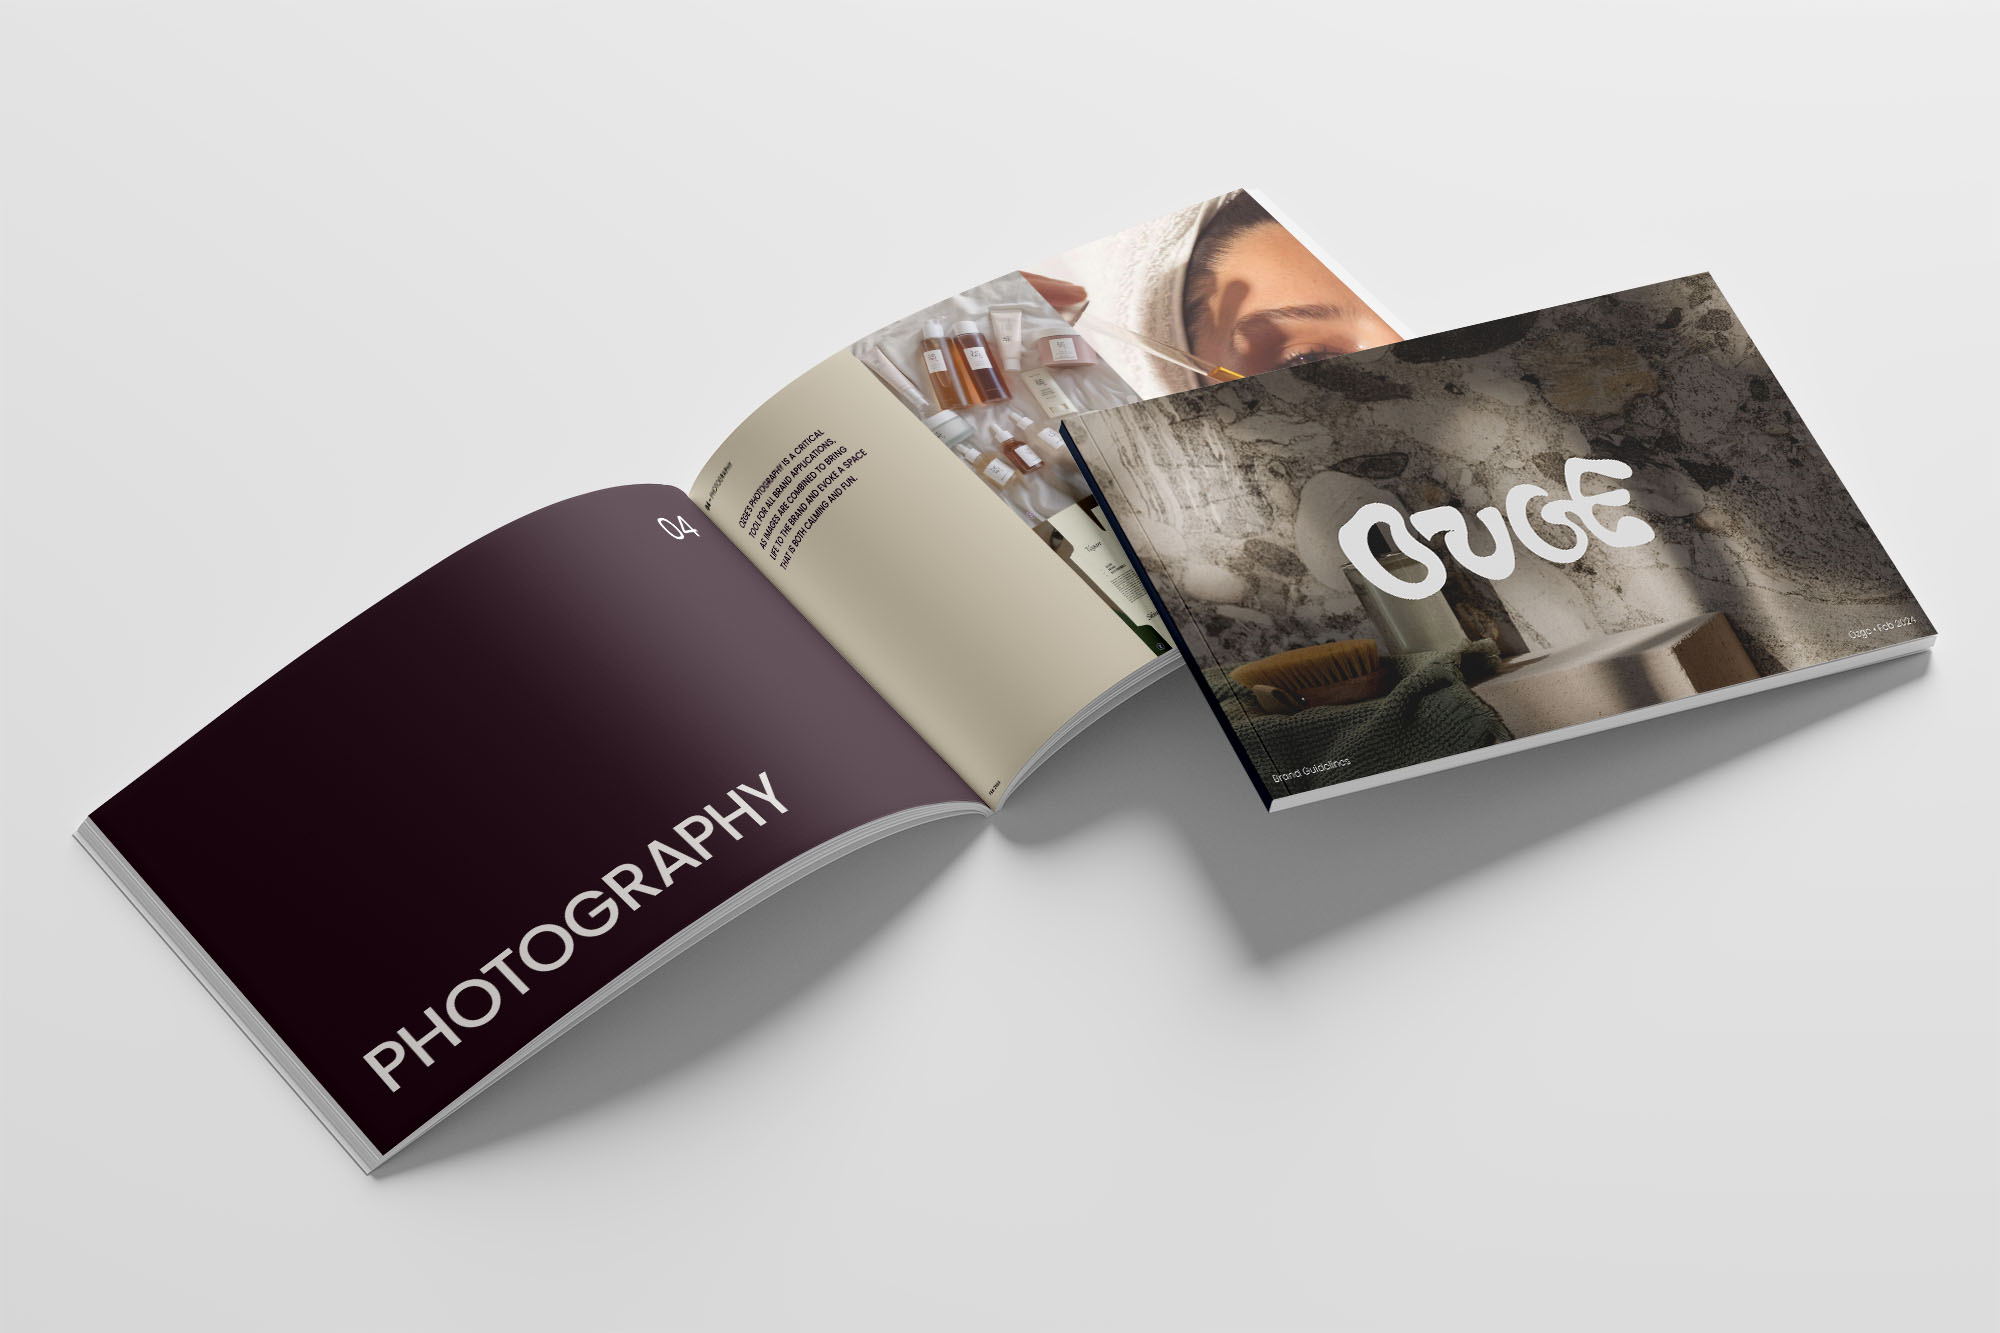 04
PHOTOGRAPHY
04 • PHOTOGRAPHY
OZGE'S PHOTOGRAPHY IS A CRITICAL
TOOL FOR ALL BRAND APPLICATIONS,
AS IMAGES ARE COMBINED TO BRING
LIFE TO THE BRAND AND EVOKE A SPACE
THAT IS BOTH CALMING AND FUN.
FEB 2024
OZGE
Ozge • Feb 2024
Brand Guidelines